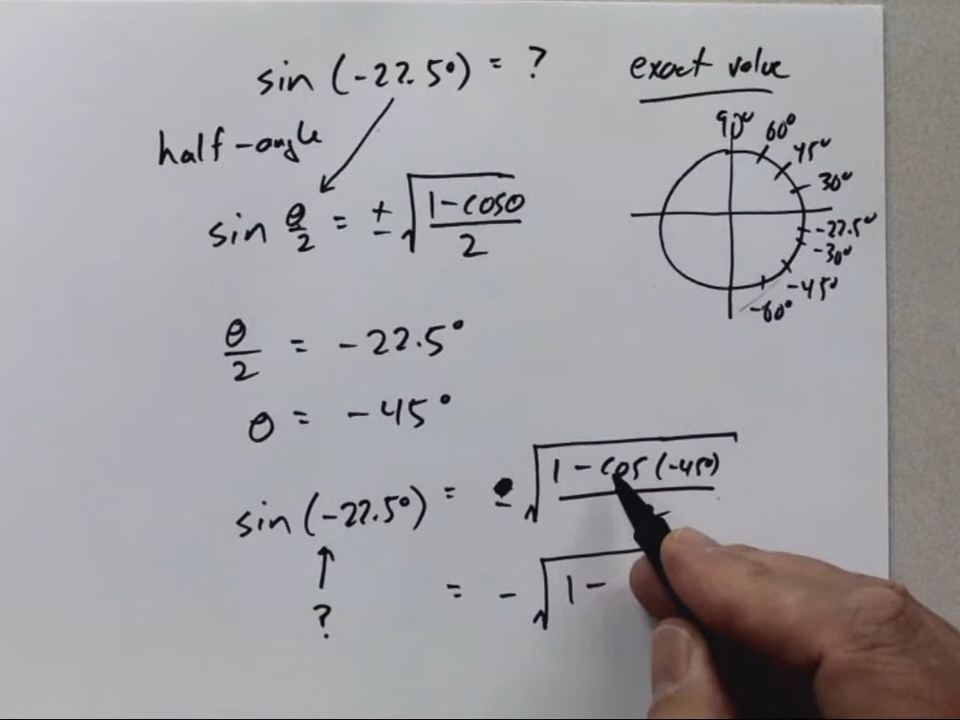 sin (-22.5°) = ?
exact value
half-angle
sin θ/2 = ± √((1-cosθ)/2)
90°
60°
45°
30°
-22.5°
-30°
-45°
-60°
θ/2 = -22.5°
θ = -45°
sin (-22.5°) = - √(1-cos(-45°)
↑
?
= - √1-